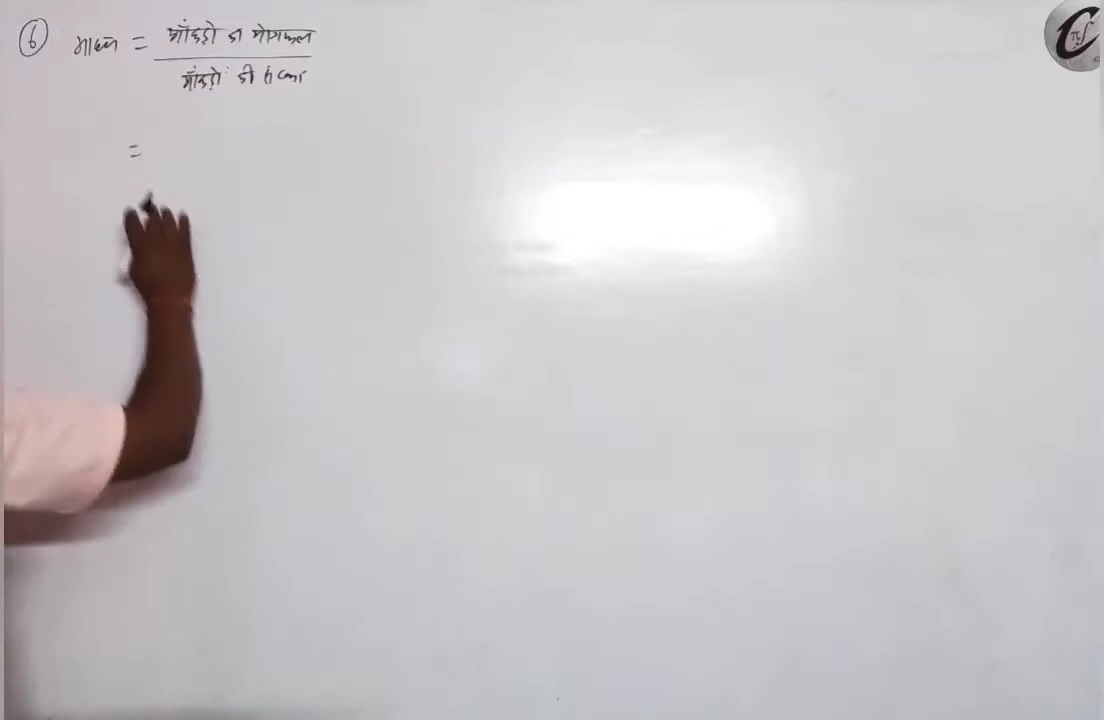 6 माध्य = आँकड़ो का योगफल
आँकड़ो की संख्या
=
C